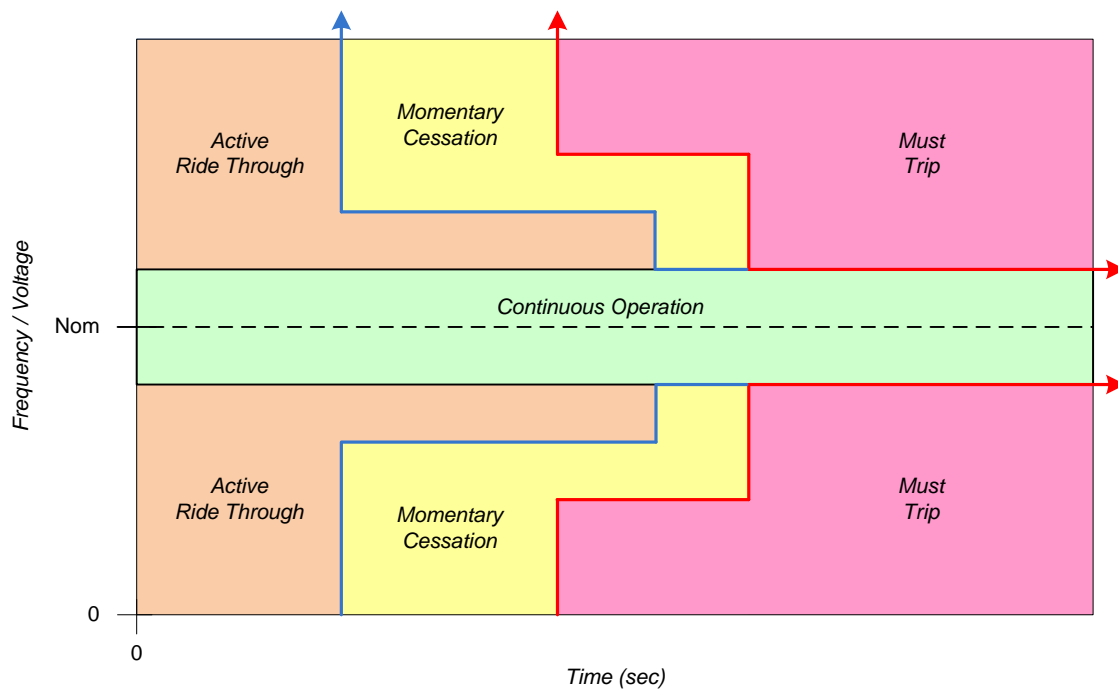 Momentary
Cessation
Active
Ride Through
Must
Trip
Continuous Operation
Nom
Frequency / Voltage
Active
Ride Through
Momentary
Cessation
Must
Trip
0
0
Time (sec)